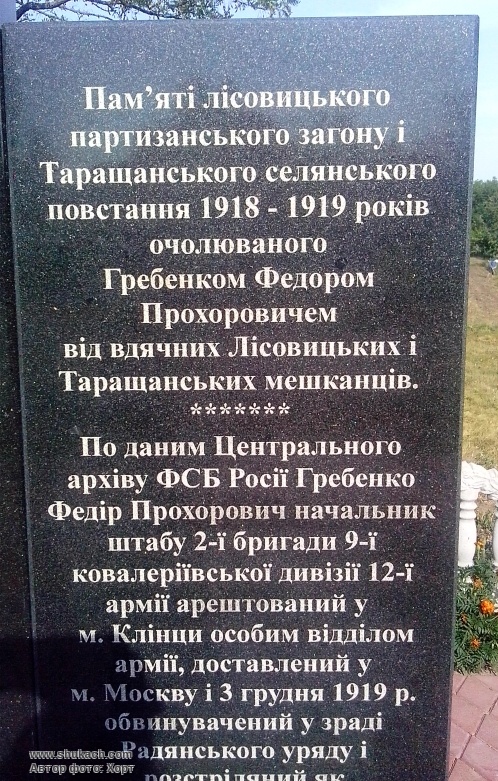 Пам’яті лісовицького
партизанського загону і
Таращанського селянського
повстання 1918 - 1919 років
очолюваного
Гребенком Федором
Прохоровичем
від вдячних Лісовицьких і
Таращанських мешканців.
*******
По даним Центрального
архіву ФСБ Росії Гребенко
Федір Прохорович начальник
штабу 2-ї бригади 9-ї
ковалеріївської дивізії 12-ї
армії арештований у
м. Клінци особим відділом
армії, доставлений у
м. Москву і 3 грудня 1919 р.
обвинувачений у зраді
Радянського уряду і
розстріляний як
www.shukach.com
Автор фото: Хорт